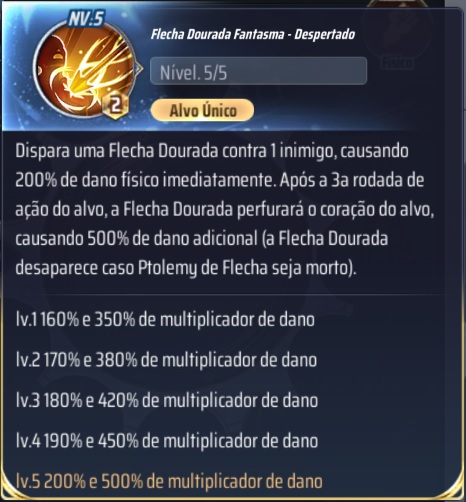 NV.5
Flecha Dourada Fantasma - Despertado
Nível. 5/5
2
Alvo Único
Físico
Dispara uma Flecha Dourada contra 1 inimigo, causando
200% de dano físico imediatamente. Após a 3a rodada de
ação do alvo, a Flecha Dourada perfurará o coração do alvo,
causando 500% de dano adicional (a Flecha Dourada
desaparece caso Ptolemy de Flecha seja morto).
lv.1 160% e 350% de multiplicador de dano
lv.2 170% e 380% de multiplicador de dano
lv.3 180% e 420% de multiplicador de dano
lv.4 190% e 450% de multiplicador de dano
lv.5 200% e 500% de multiplicador de dano